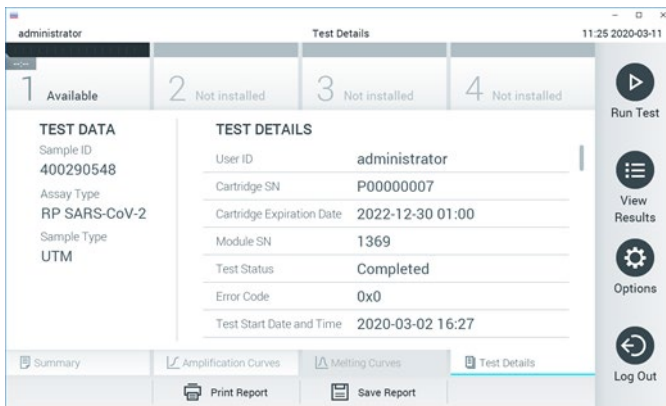 administrator
Test Details
11:25 2020-03-11
--:--
1 Available
2 Not installed
3 Not installed
4 Not installed
Run Test
View
Results
Options
Log Out
TEST DATA
Sample ID
400290548
Assay Type
RP SARS-CoV-2
Sample Type
UTM
TEST DETAILS
User ID administrator
Cartridge SN P00000007
Cartridge Expiration Date 2022-12-30 01:00
Module SN 1369
Test Status Completed
Error Code 0x0
Test Start Date and Time 2020-03-02 16:27
Summary
Amplification Curves
Melting Curves
Test Details
Print Report
Save Report